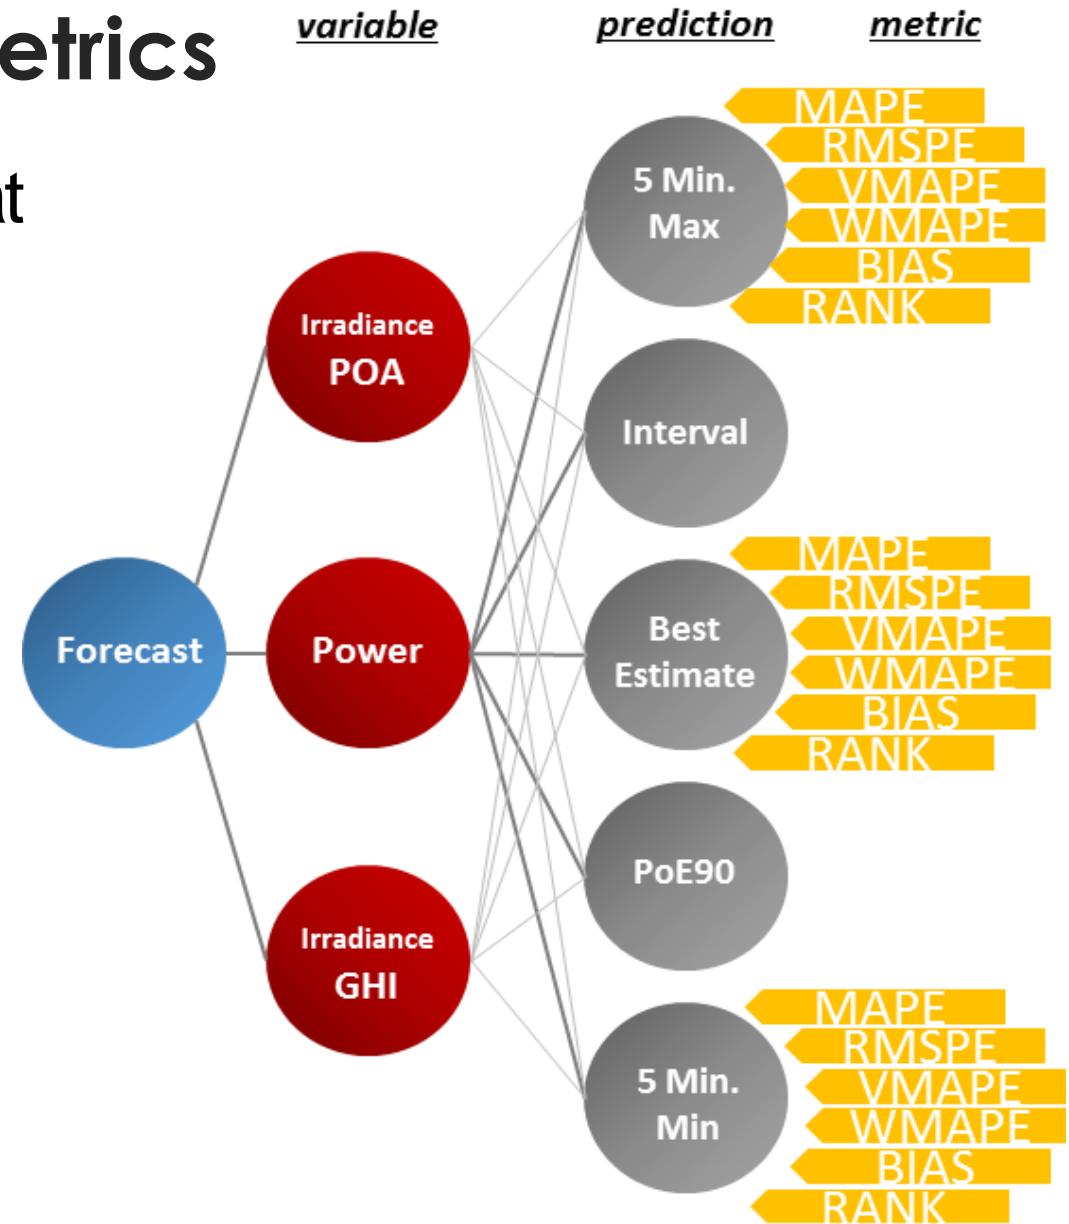 etrics
at
variable
prediction
metric
Forecast
Irradiance
POA
Power
Irradiance
GHI
5 Min.
Max
MAPE
RMSPE
VMAPE
WMAPE
BIAS
RANK
Interval
Best
Estimate
MAPE
RMSPE
VMAPE
WMAPE
BIAS
RANK
PoE90
5 Min.
Min
MAPE
RMSPE
VMAPE
WMAPE
BIAS
RANK